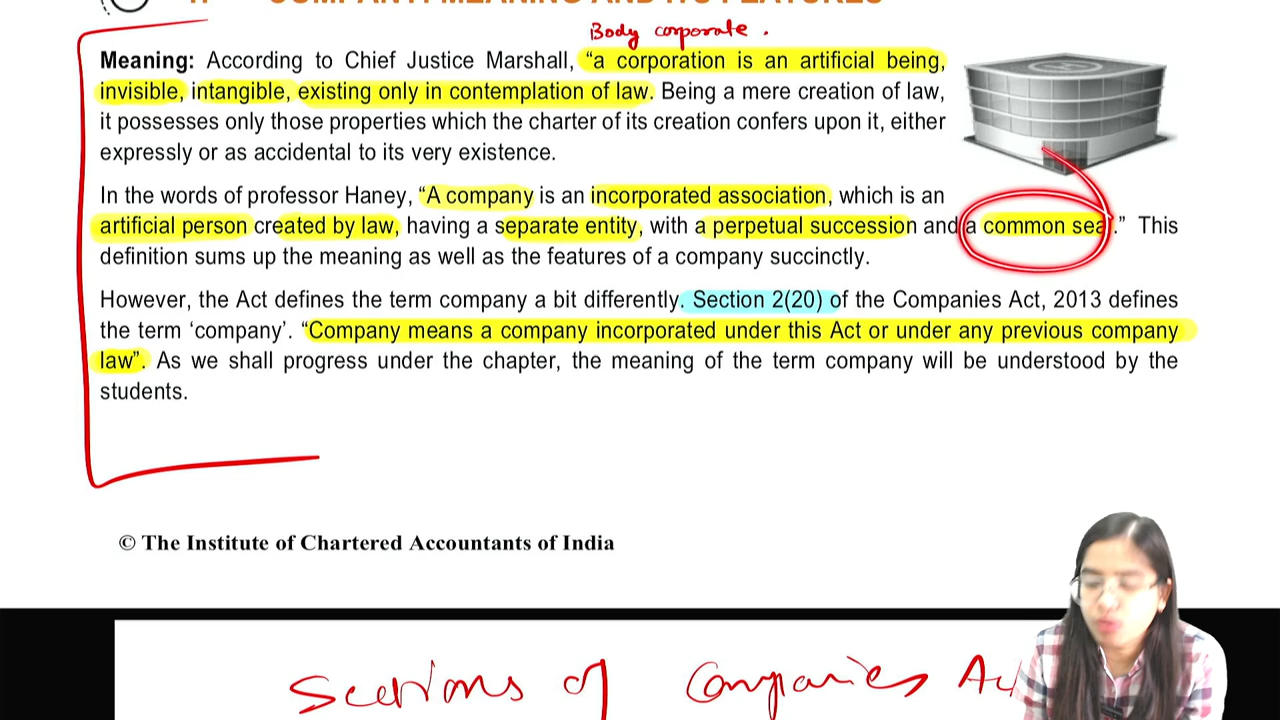 COMPANY: MEANING AND ITS FEATURES
Body corporate.
Meaning: According to Chief Justice Marshall, “a corporation is an artificial being,
invisible, intangible, existing only in contemplation of law. Being a mere creation of law,
it possesses only those properties which the charter of its creation confers upon it, either
expressly or as accidental to its very existence.
In the words of professor Haney, “A company is an incorporated association, which is an
artificial person created by law, having a separate entity, with a perpetual succession and a common seal.” This
definition sums up the meaning as well as the features of a company succinctly.
However, the Act defines the term company a bit differently. Section 2(20) of the Companies Act, 2013 defines
the term ‘company’. “Company means a company incorporated under this Act or under any previous company
law”. As we shall progress under the chapter, the meaning of the term company will be understood by the
students.
© The Institute of Chartered Accountants of India
Sections of Companies Act